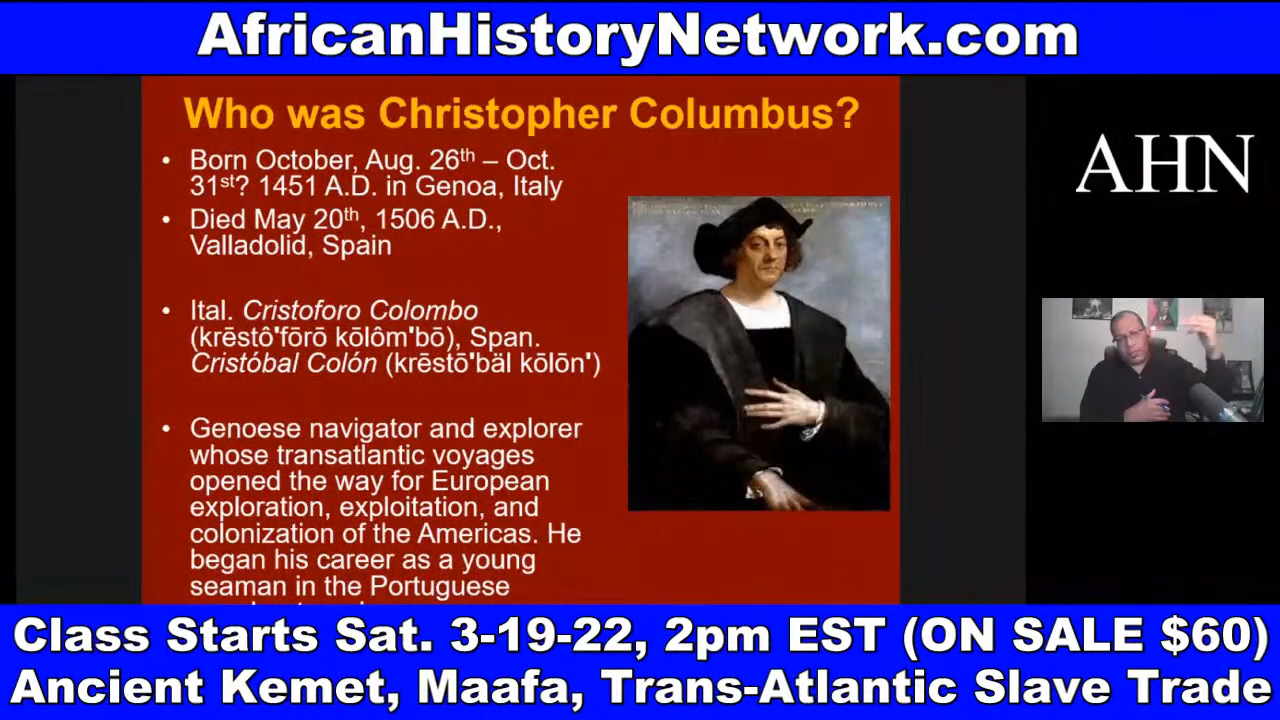 AfricanHistoryNetwork.com
Who was Christopher Columbus?
• Born October, Aug. 26th – Oct.
31st? 1451 A.D. in Genoa, Italy
• Died May 20th, 1506 A.D.,
Valladolid, Spain
• Ital. Cristoforo Colombo
(krēstô'fōrō kōlôm'bō), Span.
Cristóbal Colón (krēstō'bäl kōlōn')
• Genoese navigator and explorer
whose transatlantic voyages
opened the way for European
exploration, exploitation, and
colonization of the Americas. He
began his career as a young
seaman in the Portuguese
AHN
Class Starts Sat. 3-19-22, 2pm EST (ON SALE $60)
Ancient Kemet, Maafa, Trans-Atlantic Slave Trade